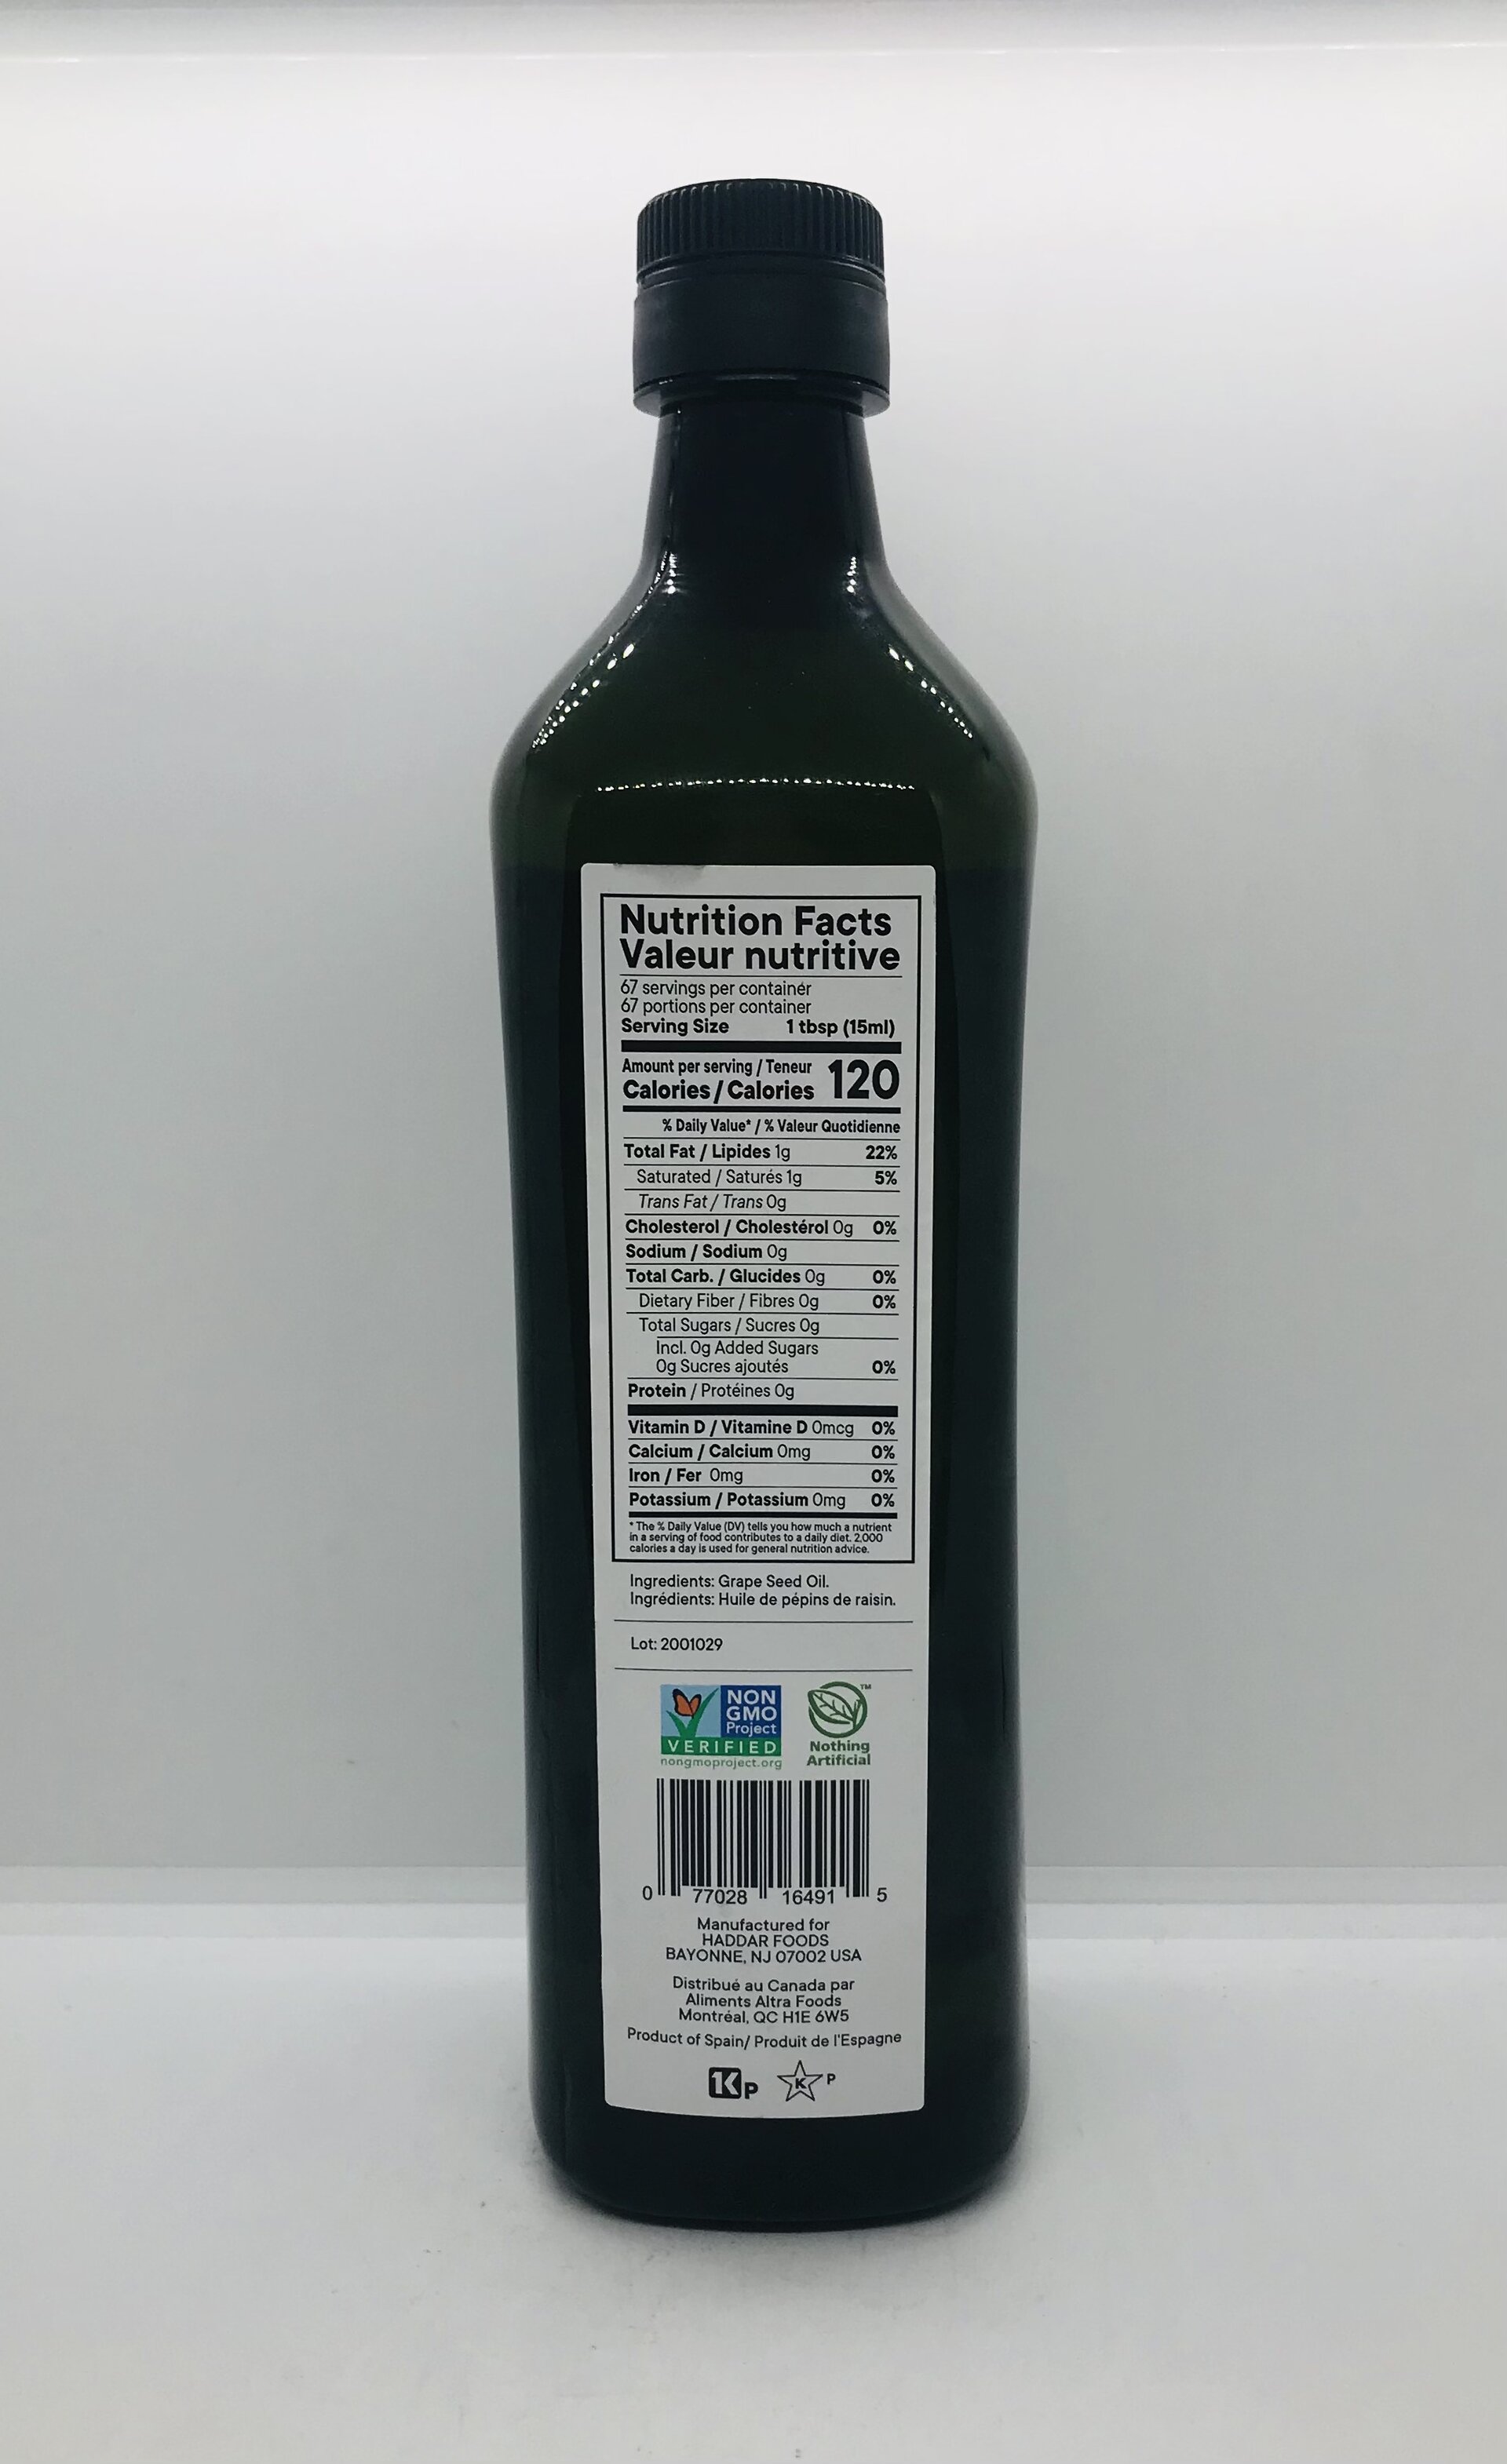 Nutrition Facts
Valeur nutritive
67 servings per container
67 portions per container
Serving Size 1 tbsp (15ml)
Amount per serving / Teneur
Calories / Calories 120
% Daily Value* / % Valeur Quotidienne
Total Fat / Lipides 1g 22%
Saturated / Saturés 1g 5%
Trans Fat / Trans 0g
Cholesterol / Cholestérol 0g 0%
Sodium / Sodium 0g
Total Carb. / Glucides 0g 0%
Dietary Fiber / Fibres 0g 0%
Total Sugars / Sucres 0g
Incl. 0g Added Sugars
0g Sucres ajoutés 0%
Protein / Protéines 0g
Vitamin D / Vitamine D 0mcg 0%
Calcium / Calcium 0mg 0%
Iron / Fer 0mg 0%
Potassium / Potassium 0mg 0%
* The % Daily Value (DV) tells you how much a nutrient
in a serving of food contributes to a daily diet. 2,000
calories a day is used for general nutrition advice.
Ingredients: Grape Seed Oil.
Ingrédients: Huile de pépins de raisin.
Lot: 2001029
NON
GMO
Project
VERIFIED
nongmoproject.org
™
Nothing
Artificial
0 77028 16491 5
Manufactured for
HADDAR FOODS
BAYONNE, NJ 07002 USA
Distribué au Canada par
Aliments Altra Foods
Montréal, QC H1E 6W5
Product of Spain/ Produit de l'Espagne
1K P K P